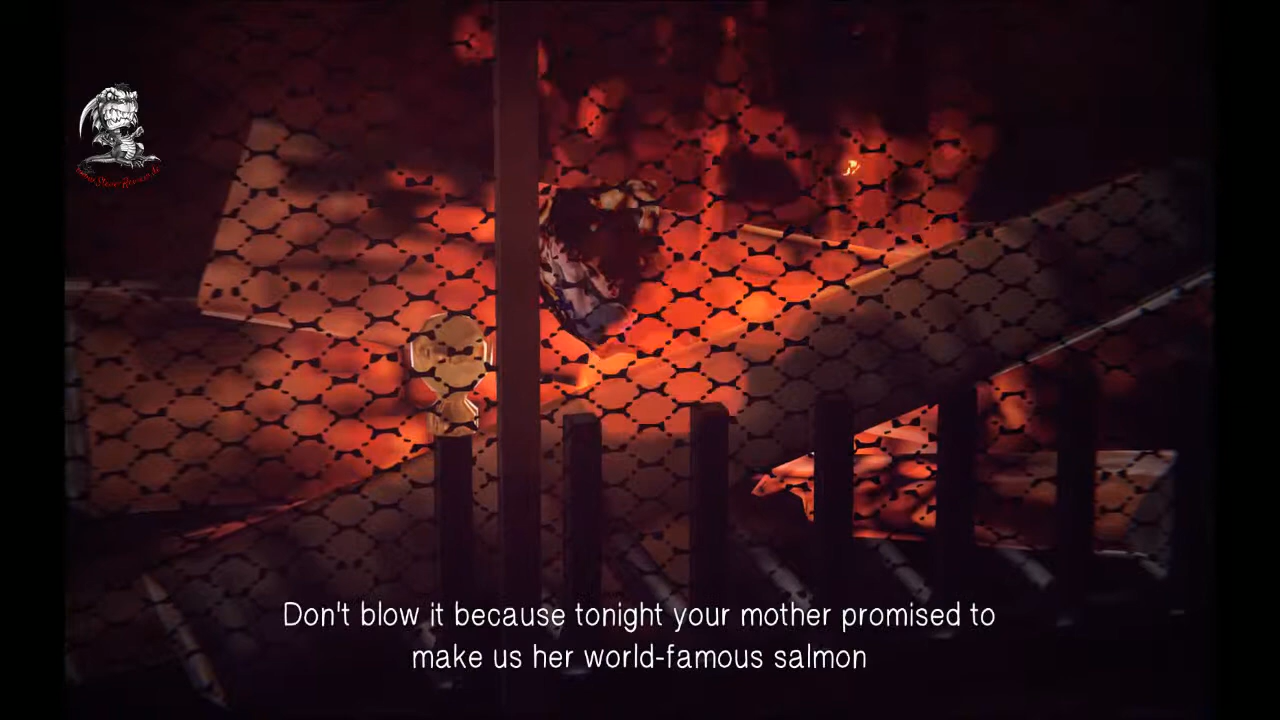 Don't blow it because tonight your mother promised to
make us her world-famous salmon